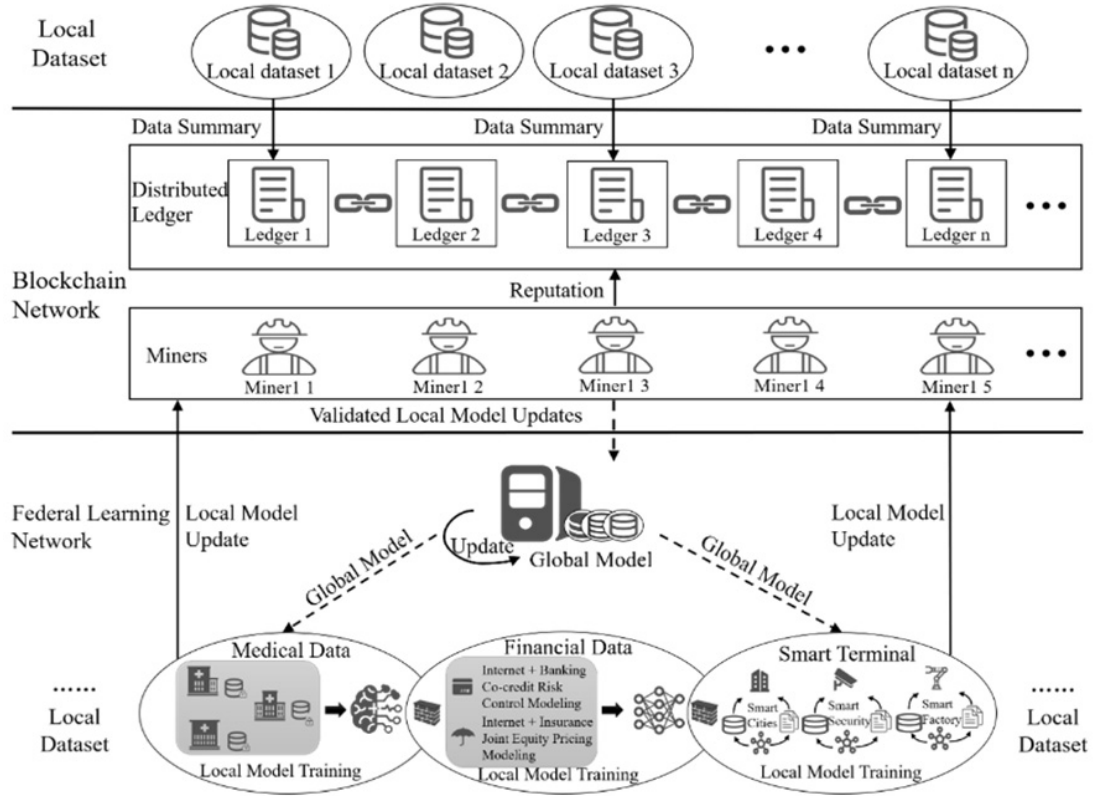 Local
Dataset
Local dataset 1
Local dataset 2
Local dataset 3
Local dataset n
Data Summary
Data Summary
Data Summary
Distributed
Ledger
Ledger 1
Ledger 2
Ledger 3
Ledger 4
Ledger n
Blockchain
Network
Reputation
Miners
Miner1 1
Miner1 2
Miner1 3
Miner1 4
Miner1 5
Validated Local Model Updates
Federal Learning
Network
Local Model
Update
Local Model
Update
Update
Global Model
Global Model
Global Model
Medical Data
Financial Data
Smart Terminal
Internet + Banking
Co-credit Risk
Control Modeling
Internet + Insurance
Joint Equity Pricing
Modeling
Smart
Cities
Smart
Security
Smart
Factory
......
Local
Dataset
......
Local
Dataset
Local Model Training
Local Model Training
Local Model Training